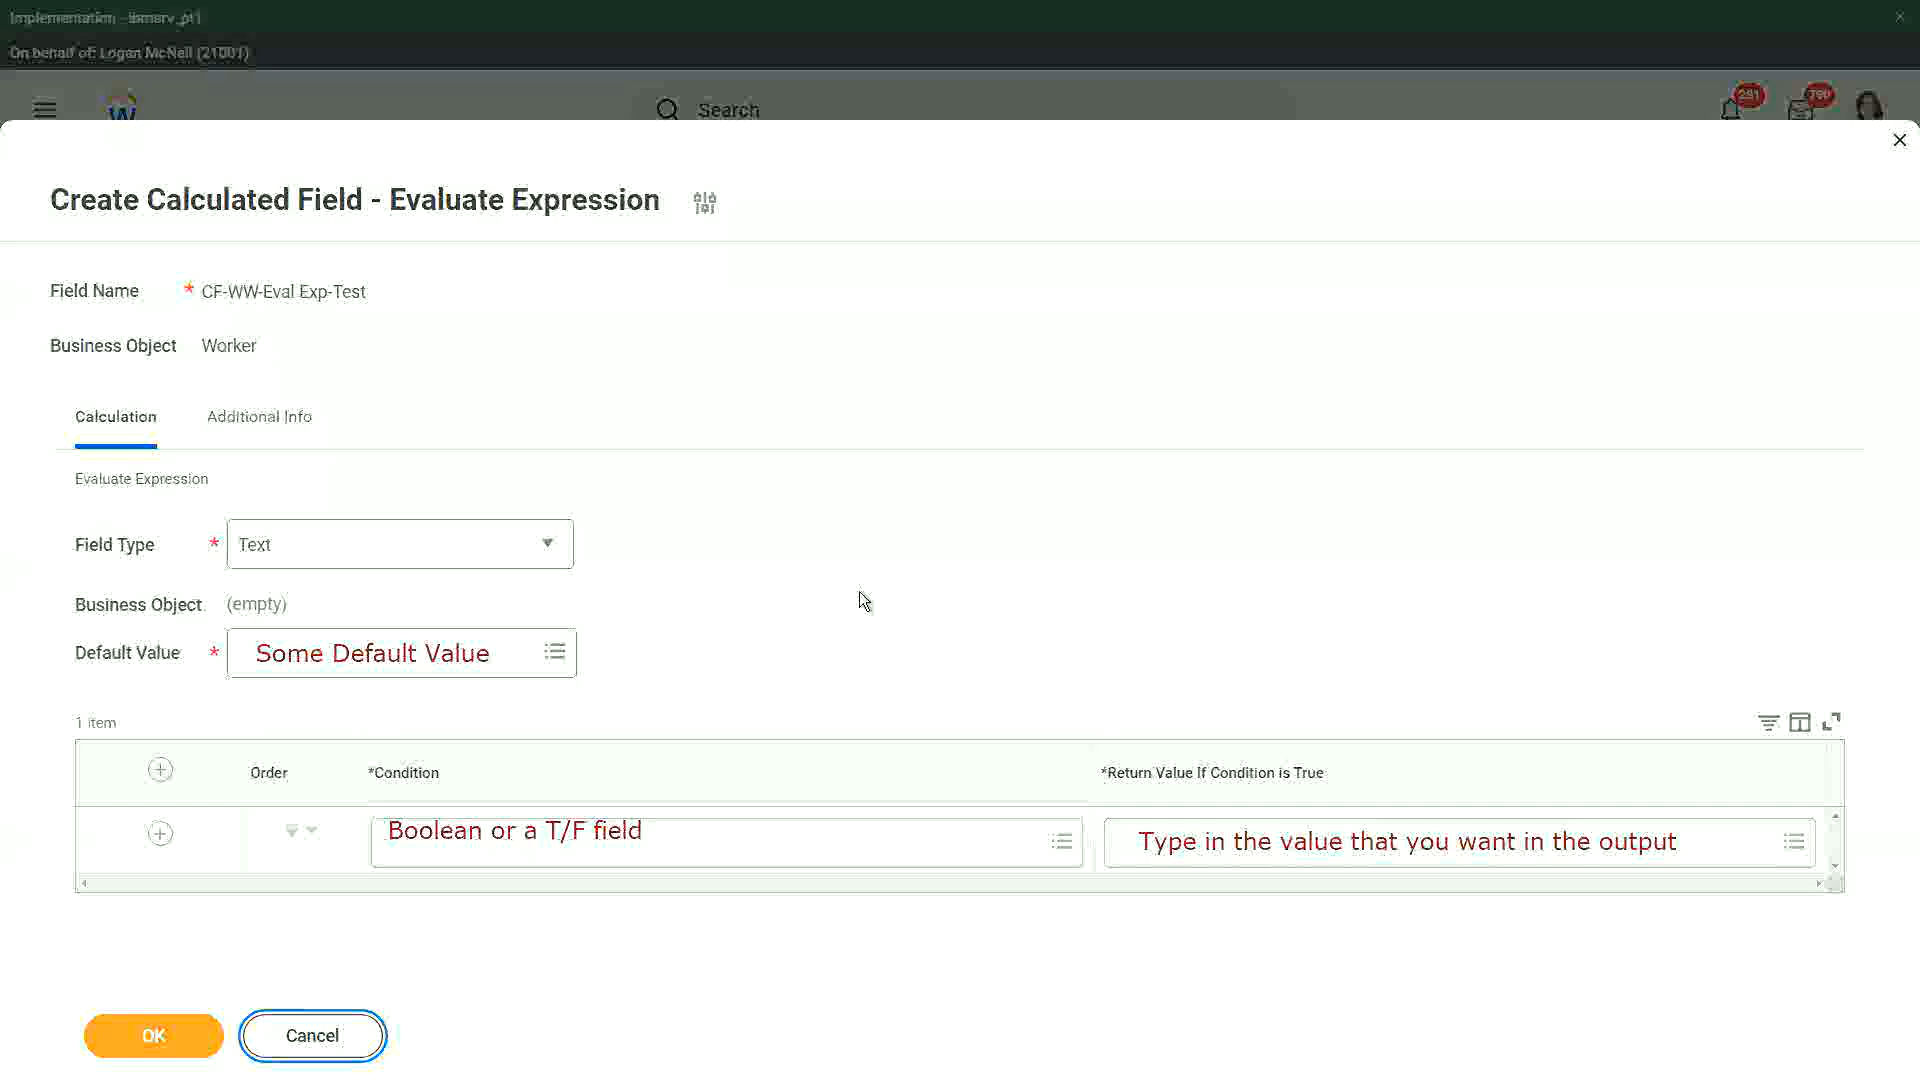 Implementation - ismarv_pt1
On behalf of: Logan McNeil (21001)
Search
251
780
Create Calculated Field - Evaluate Expression
Field Name * CF-WW-Eval Exp-Test
Business Object Worker
Calculation Additional Info
Evaluate Expression
Field Type * Text
Business Object (empty)
Default Value * Some Default Value
1 item
Order *Condition *Return Value If Condition is True
Boolean or a T/F field Type in the value that you want in the output
OK Cancel